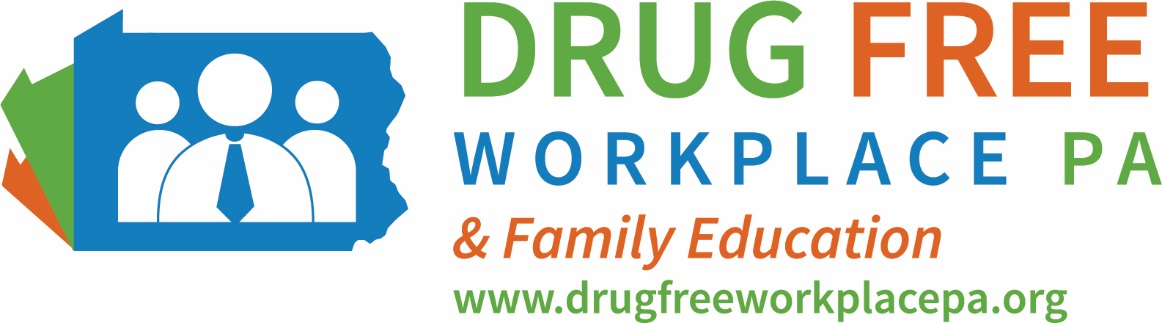 DRUG FREE
WORKPLACE PA
& Family Education
www.drugfreeworkplacepa.org